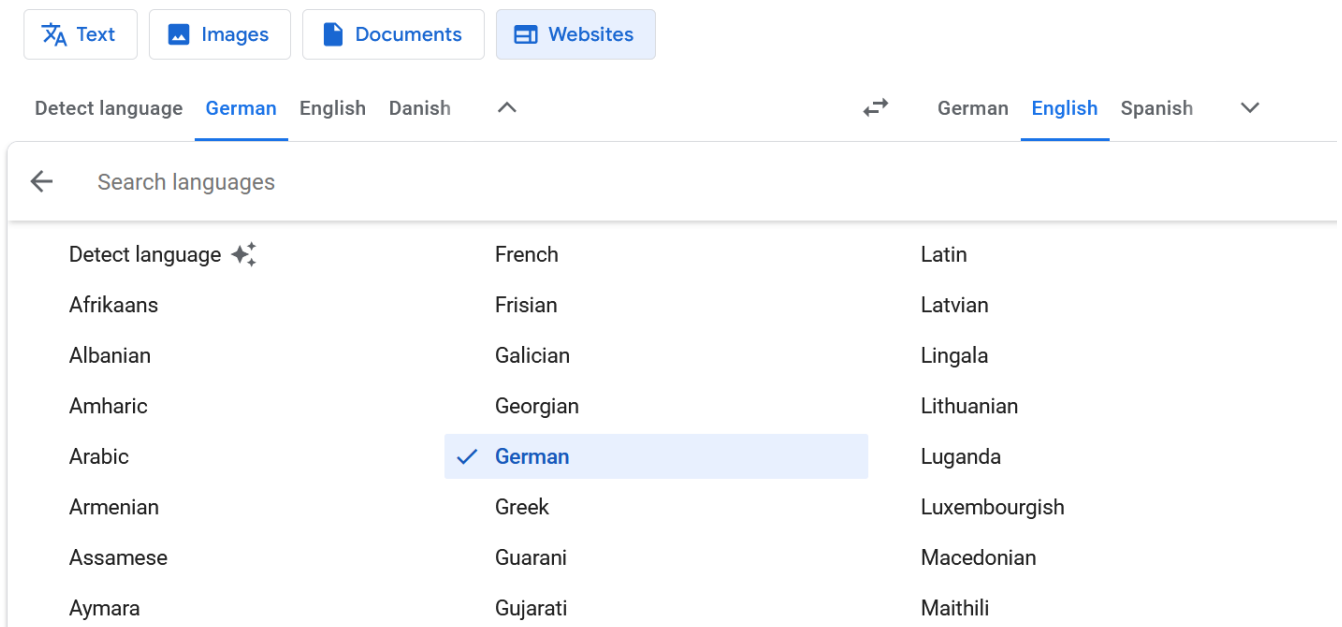 Text Images Documents Websites
Detect language German English Danish German English Spanish
Search languages
Detect language French Latin
Afrikaans Frisian Latvian
Albanian Galician Lingala
Amharic Georgian Lithuanian
Arabic German Luganda
Armenian Greek Luxembourgish
Assamese Guarani Macedonian
Aymara Gujarati Maithili